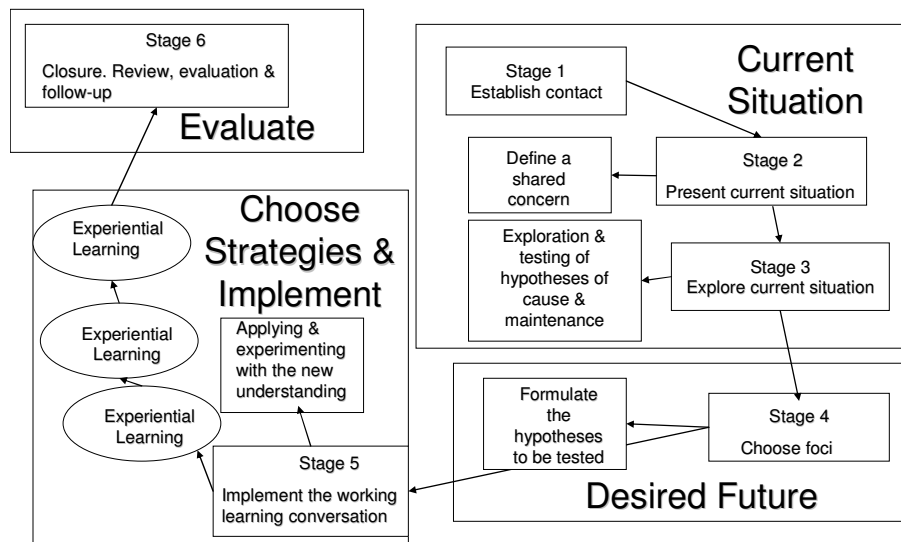 Stage 6
Closure. Review, evaluation &
follow-up
Evaluate
Current
Situation
Stage 1
Establish contact
Stage 2
Present current situation
Define a
shared
concern
Stage 3
Explore current situation
Exploration &
testing of
hypotheses of
cause &
maintenance
Stage 4
Choose foci
Formulate
the
hypotheses
to be tested
Desired Future
Choose
Strategies &
Implement
Stage 5
Implement the working
learning conversation
Applying &
experimenting
with the new
understanding
Experiential
Learning
Experiential
Learning
Experiential
Learning